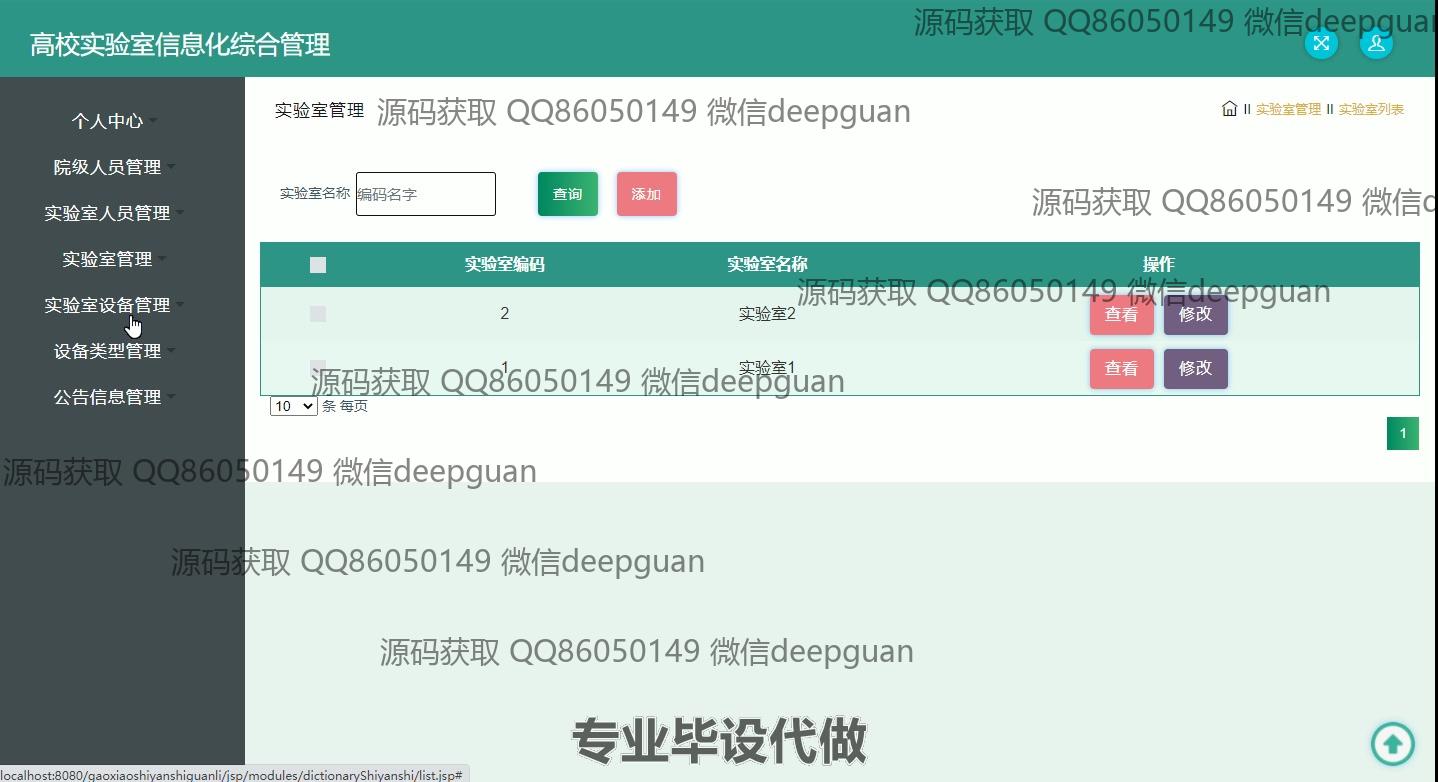 源码获取 QQ86050149 微信deepguan
高校实验室信息化综合管理
个人中心
院级人员管理
实验室人员管理
实验室管理
实验室设备管理
设备类型管理
公告信息管理
实验室管理
源码获取 QQ86050149 微信deepguan
实验室管理 II 实验室列表
实验室名称 编码名字 查询 添加
源码获取 QQ86050149 微信d
实验室编码 实验室名称 操作
源码获取 QQ86050149 微信deepguan
2 实验室2 查看 修改
1 实验室1 查看 修改
源码获取 QQ86050149 微信deepguan
10 条 每页
1
源码获取 QQ86050149 微信deepguan
源码获取 QQ86050149 微信deepguan
源码获取 QQ86050149 微信deepguan
专业毕设代做
localhost:8080/gaoxiaoshiyanshiguanli/jsp/modules/dictionaryShiyanshi/list.jsp#